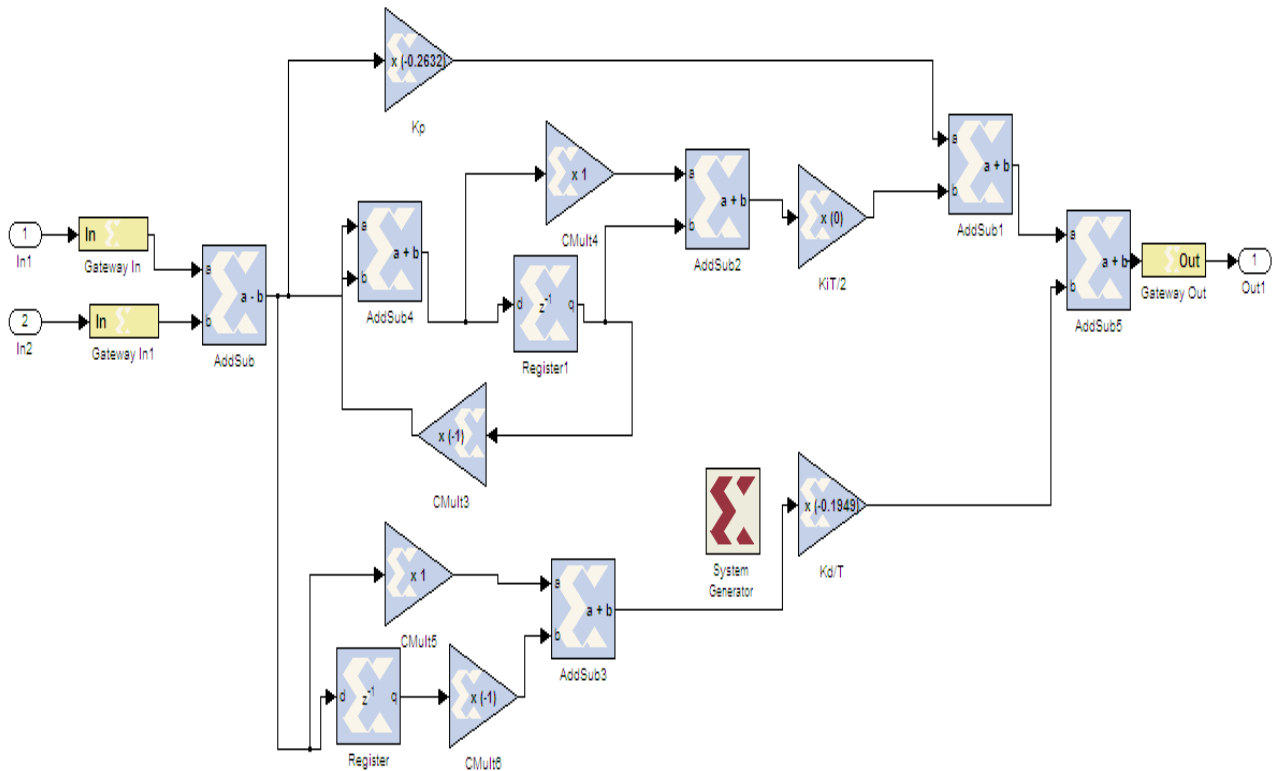 x (-0.2632)
Kp
x 1
CMult4
a
b
a + b
AddSub2
x (0)
KiT/2
a
b
a + b
AddSub1
1
In1
In
Gateway In
2
In2
In
Gateway In1
a
b
a - b
AddSub
a
b
a + b
AddSub4
d
z-1
q
Register1
x (-1)
CMult3
a
b
a + b
AddSub5
Out
Gateway Out
1
Out1
x 1
CMult5
d
z-1
q
Register
x (-1)
CMult6
a
b
a + b
AddSub3
System
Generator
x (-0.1949)
Kd/T